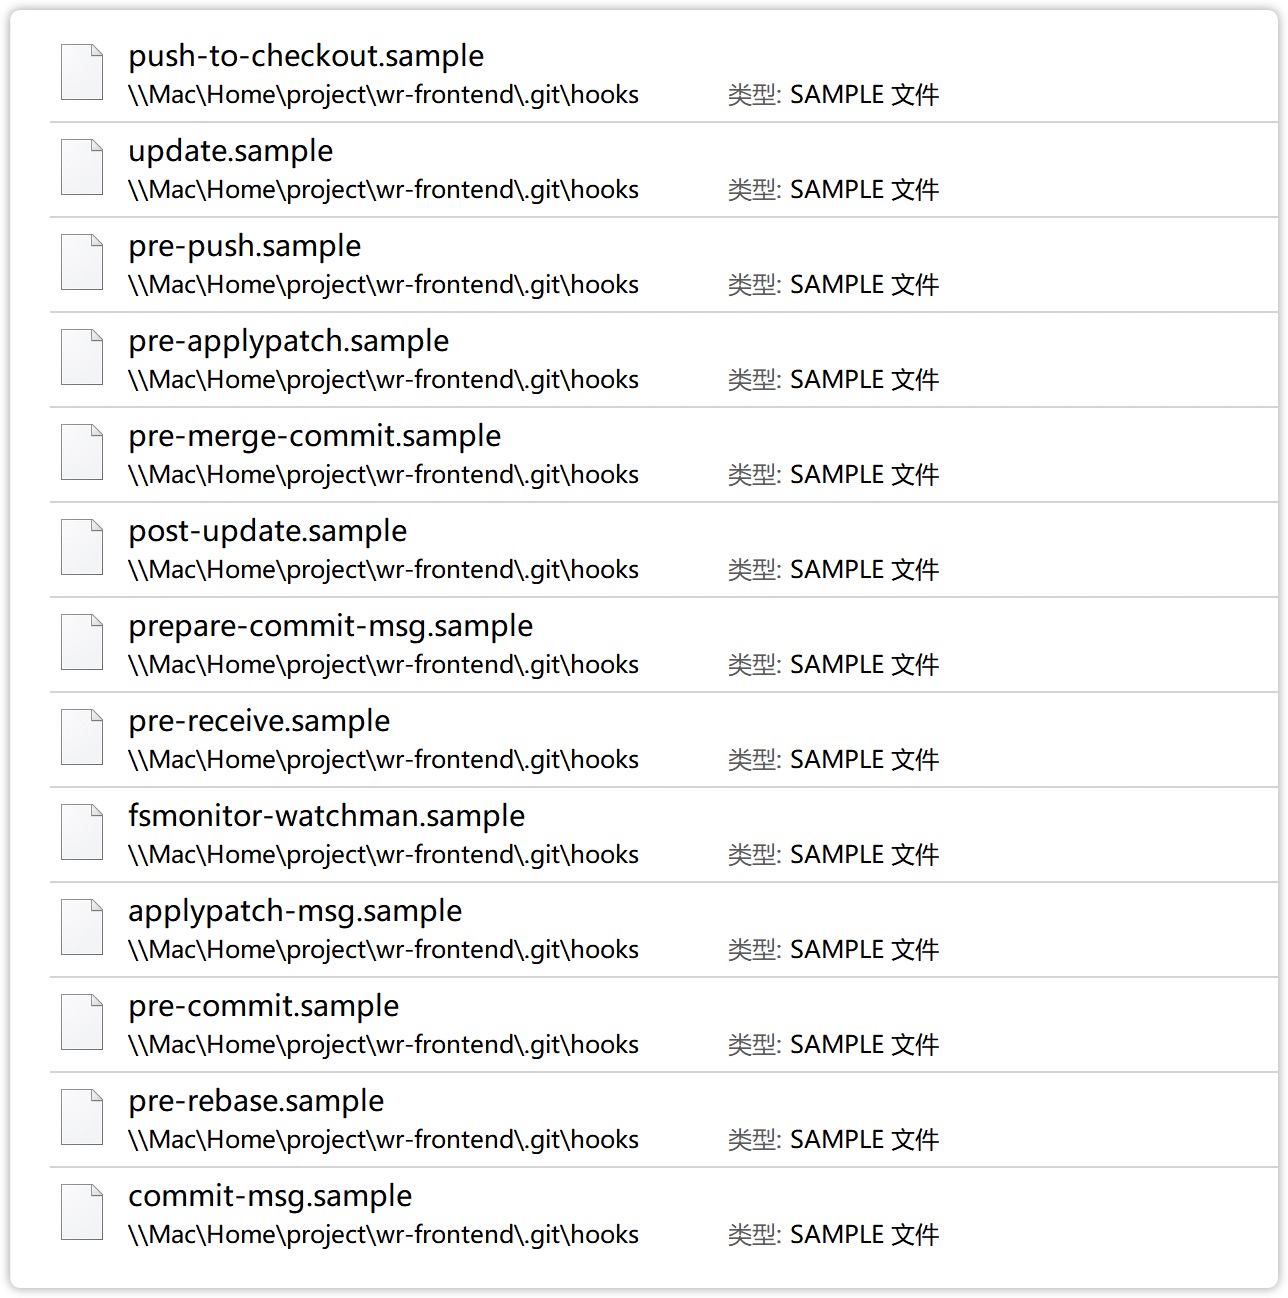 push-to-checkout.sample
\\Mac\Home\project\wr-frontend\.git\hooks 类型: SAMPLE 文件
update.sample
\\Mac\Home\project\wr-frontend\.git\hooks 类型: SAMPLE 文件
pre-push.sample
\\Mac\Home\project\wr-frontend\.git\hooks 类型: SAMPLE 文件
pre-applypatch.sample
\\Mac\Home\project\wr-frontend\.git\hooks 类型: SAMPLE 文件
pre-merge-commit.sample
\\Mac\Home\project\wr-frontend\.git\hooks 类型: SAMPLE 文件
post-update.sample
\\Mac\Home\project\wr-frontend\.git\hooks 类型: SAMPLE 文件
prepare-commit-msg.sample
\\Mac\Home\project\wr-frontend\.git\hooks 类型: SAMPLE 文件
pre-receive.sample
\\Mac\Home\project\wr-frontend\.git\hooks 类型: SAMPLE 文件
fsmonitor-watchman.sample
\\Mac\Home\project\wr-frontend\.git\hooks 类型: SAMPLE 文件
applypatch-msg.sample
\\Mac\Home\project\wr-frontend\.git\hooks 类型: SAMPLE 文件
pre-commit.sample
\\Mac\Home\project\wr-frontend\.git\hooks 类型: SAMPLE 文件
pre-rebase.sample
\\Mac\Home\project\wr-frontend\.git\hooks 类型: SAMPLE 文件
commit-msg.sample
\\Mac\Home\project\wr-frontend\.git\hooks 类型: SAMPLE 文件